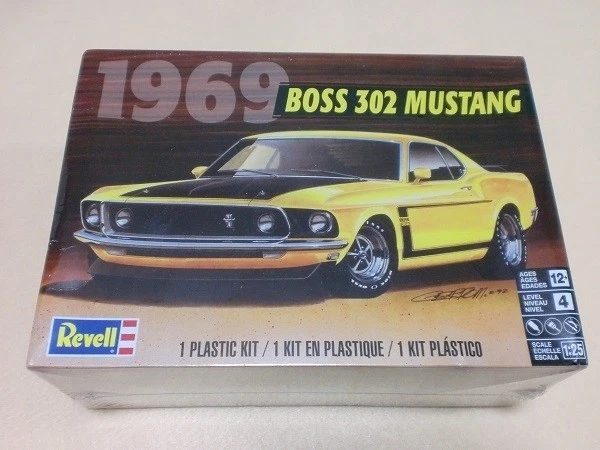 1969
BOSS 302 MUSTANG
AGES
ÂGES
EDADES
12+
LEVEL
NIVEAU
NIVEL
4
SCALE
ÉCHELLE
ESCALA
1:25
Revell
1 PLASTIC KIT / 1 KIT EN PLASTIQUE / 1 KIT PLÁSTICO